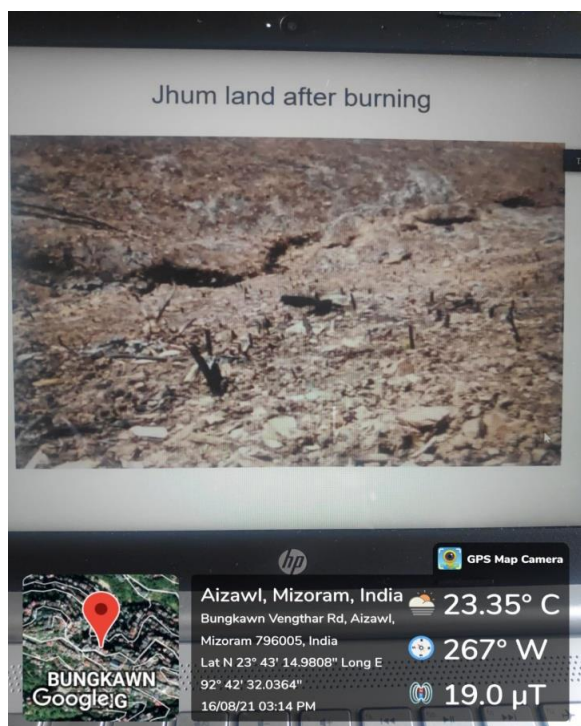 Jhum land after burning
hp
GPS Map Camera
BUNGKAWN
Google
Aizawl, Mizoram, India
Bungkawn Vengthar Rd, Aizawl,
Mizoram 796005, India
Lat N 23° 43' 14.9808" Long E
92° 42' 32.0364"
16/08/21 03:14 PM
23.35° C
267° W
19.0 µT